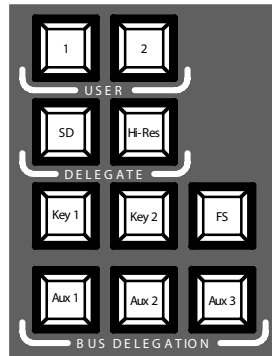 1 2
USER
SD Hi-Res
DELEGATE
Key 1 Key 2 FS
Aux 1 Aux 2 Aux 3
BUS DELEGATION